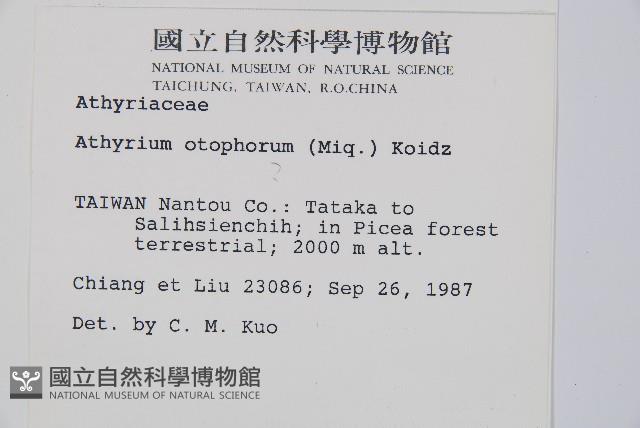 國立自然科學博物館
NATIONAL MUSEUM OF NATURAL SCIENCE
TAICHUNG, TAIWAN, R.O.CHINA
Athyriaceae
Athyrium otophorum (Miq.) Koidz
?
TAIWAN Nantou Co.: Tataka to
Salihsienchih; in Picea forest
terrestrial; 2000 m alt.
Chiang et Liu 23086; Sep 26, 1987
Det. by C. M. Kuo
國立自然科學博物館
NATIONAL MUSEUM OF NATURAL SCIENCE